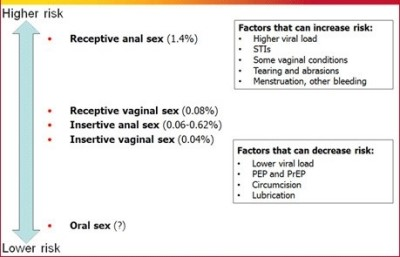 Higher risk
• Receptive anal sex (1.4%)
Factors that can increase risk:
• Higher viral load
• STIs
• Some vaginal conditions
• Tearing and abrasions
• Menstruation, other bleeding
• Receptive vaginal sex (0.08%)
• Insertive anal sex (0.06-0.62%)
• Insertive vaginal sex (0.04%)
Factors that can decrease risk:
• Lower viral load
• PEP and PrEP
• Circumcision
• Lubrication
• Oral sex (?)
Lower risk